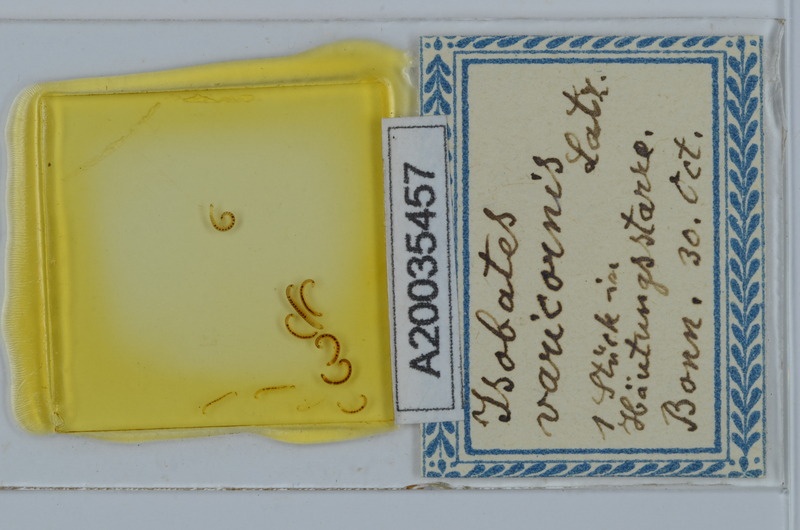 A20035457
Isobates
varicornis
Latr.
1 Stück in
Häutungsstarre.
Bonn. 30. Oct.